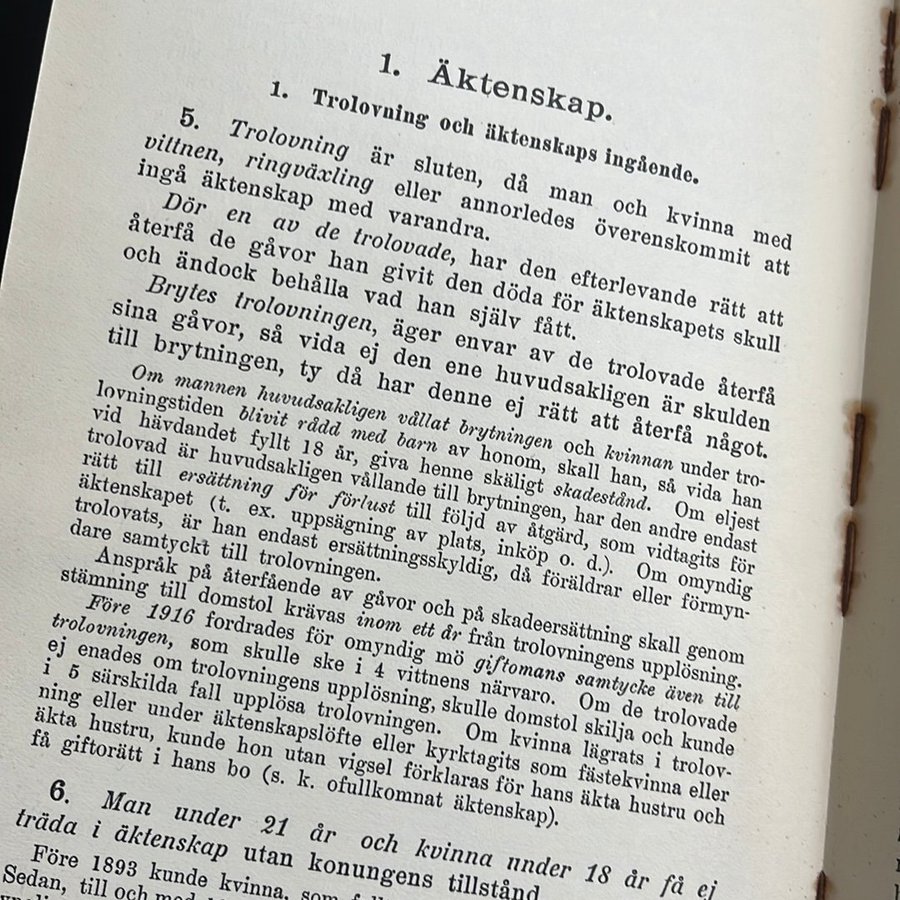 1. Äktenskap.
1. Trolovning och äktenskaps ingående.
5. Trolovning är sluten, då man och kvinna med
vittnen, ringväxling eller annorledes överenskommit att
ingå äktenskap med varandra.
Dör en av de trolovade, har den efterlevande rätt att
återfå de gåvor han givit den döda för äktenskapets skull
och ändock behålla vad han själv fått.
Brytes trolovningen, äger envar av de trolovade återfå
sina gåvor, så vida ej den ene huvudsakligen är skulden
till brytningen, ty då har denne ej rätt att återfå något.
Om mannen huvudsakligen vållat brytningen och kvinnan under tro-
lovningstiden blivit rådd med barn av honom, skall han, så vida han
vid hävdandet fyllt 18 år, giva henne skäligt skadestånd. Om eljest
trolovad är huvudsakligen vållande till brytningen, har den andre endast
rätt till ersättning för förlust till följd av åtgärd, som vidtagits för
äktenskapet (t. ex. uppsägning av plats, inköp o. d.). Om omyndig
trolovats, är han endast ersättningsskyldig, då föräldrar eller förmyn-
dare samtyckt till trolovningen.
Anspråk på återfående av gåvor och på skadeersättning skall genom
stämning till domstol krävas inom ett år från trolovningens upplösning.
Före 1916 fordrades för omyndig mö giftomans samtycke även till
trolovningen, som skulle ske i 4 vittnens närvaro. Om de trolovade
ej enades om trolovningens upplösning, skulle domstol skilja och kunde
i 5 särskilda fall upplösa trolovningen. Om kvinna lägrats i trolov-
ning eller under äktenskapslöfte eller kyrktagits som fästekvinna eller
äkta hustru, kunde hon utan vigsel förklaras för hans äkta hustru och
få giftorätt i hans bo (s. k. ofullkomnat äktenskap).
6. Man under 21 år och kvinna under 18 år få ej
träda i äktenskap utan konungens tillstånd
Före 1893 kunde kvinna, som
Sedan, till och med